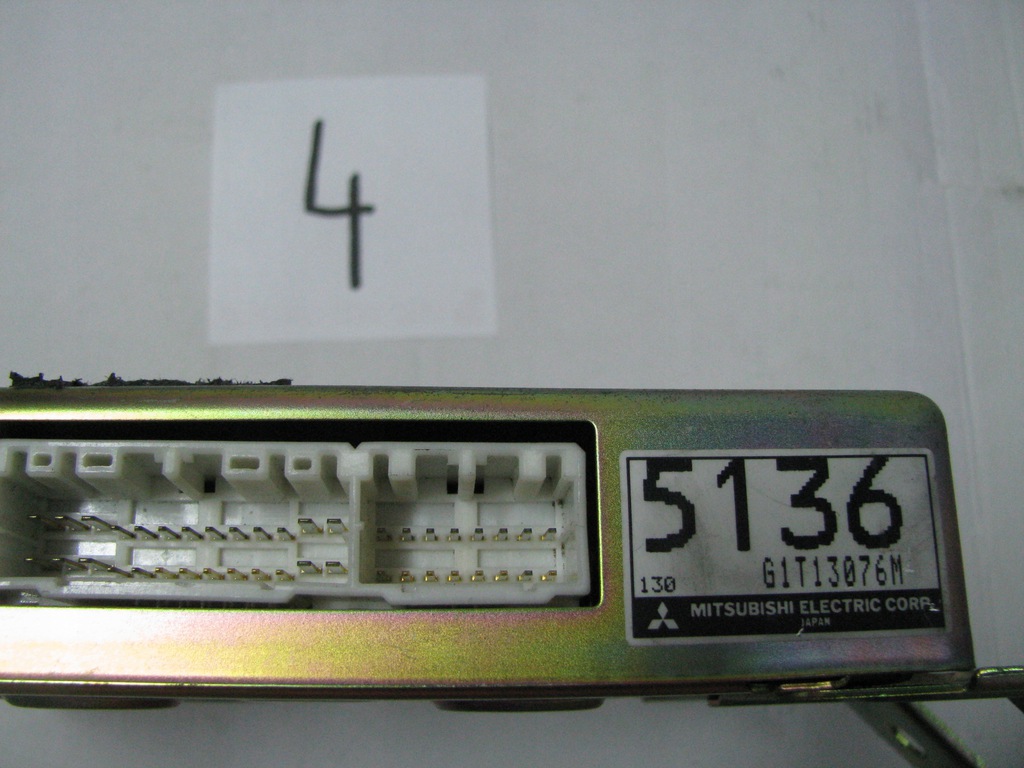 4
5136
130 G1T13076M
MITSUBISHI ELECTRIC CORP.
JAPAN